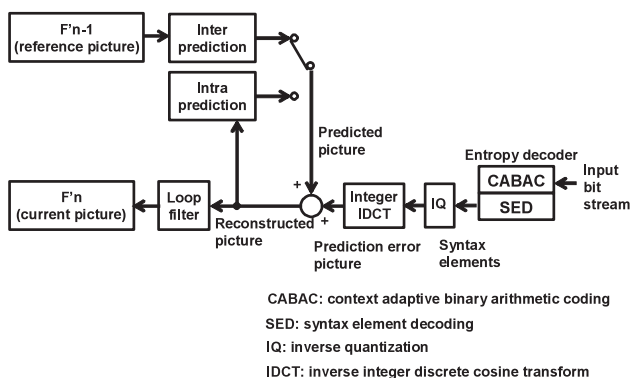 F'n-1
(reference picture)
Inter
prediction
Intra
prediction
Predicted
picture
Entropy decoder
CABAC
SED
Input
bit
stream
F'n
(current picture)
Loop
filter
+
+
Reconstructed
picture
Integer
IDCT
IQ
Prediction error
picture
Syntax
elements
CABAC: context adaptive binary arithmetic coding
SED: syntax element decoding
IQ: inverse quantization
IDCT: inverse integer discrete cosine transform